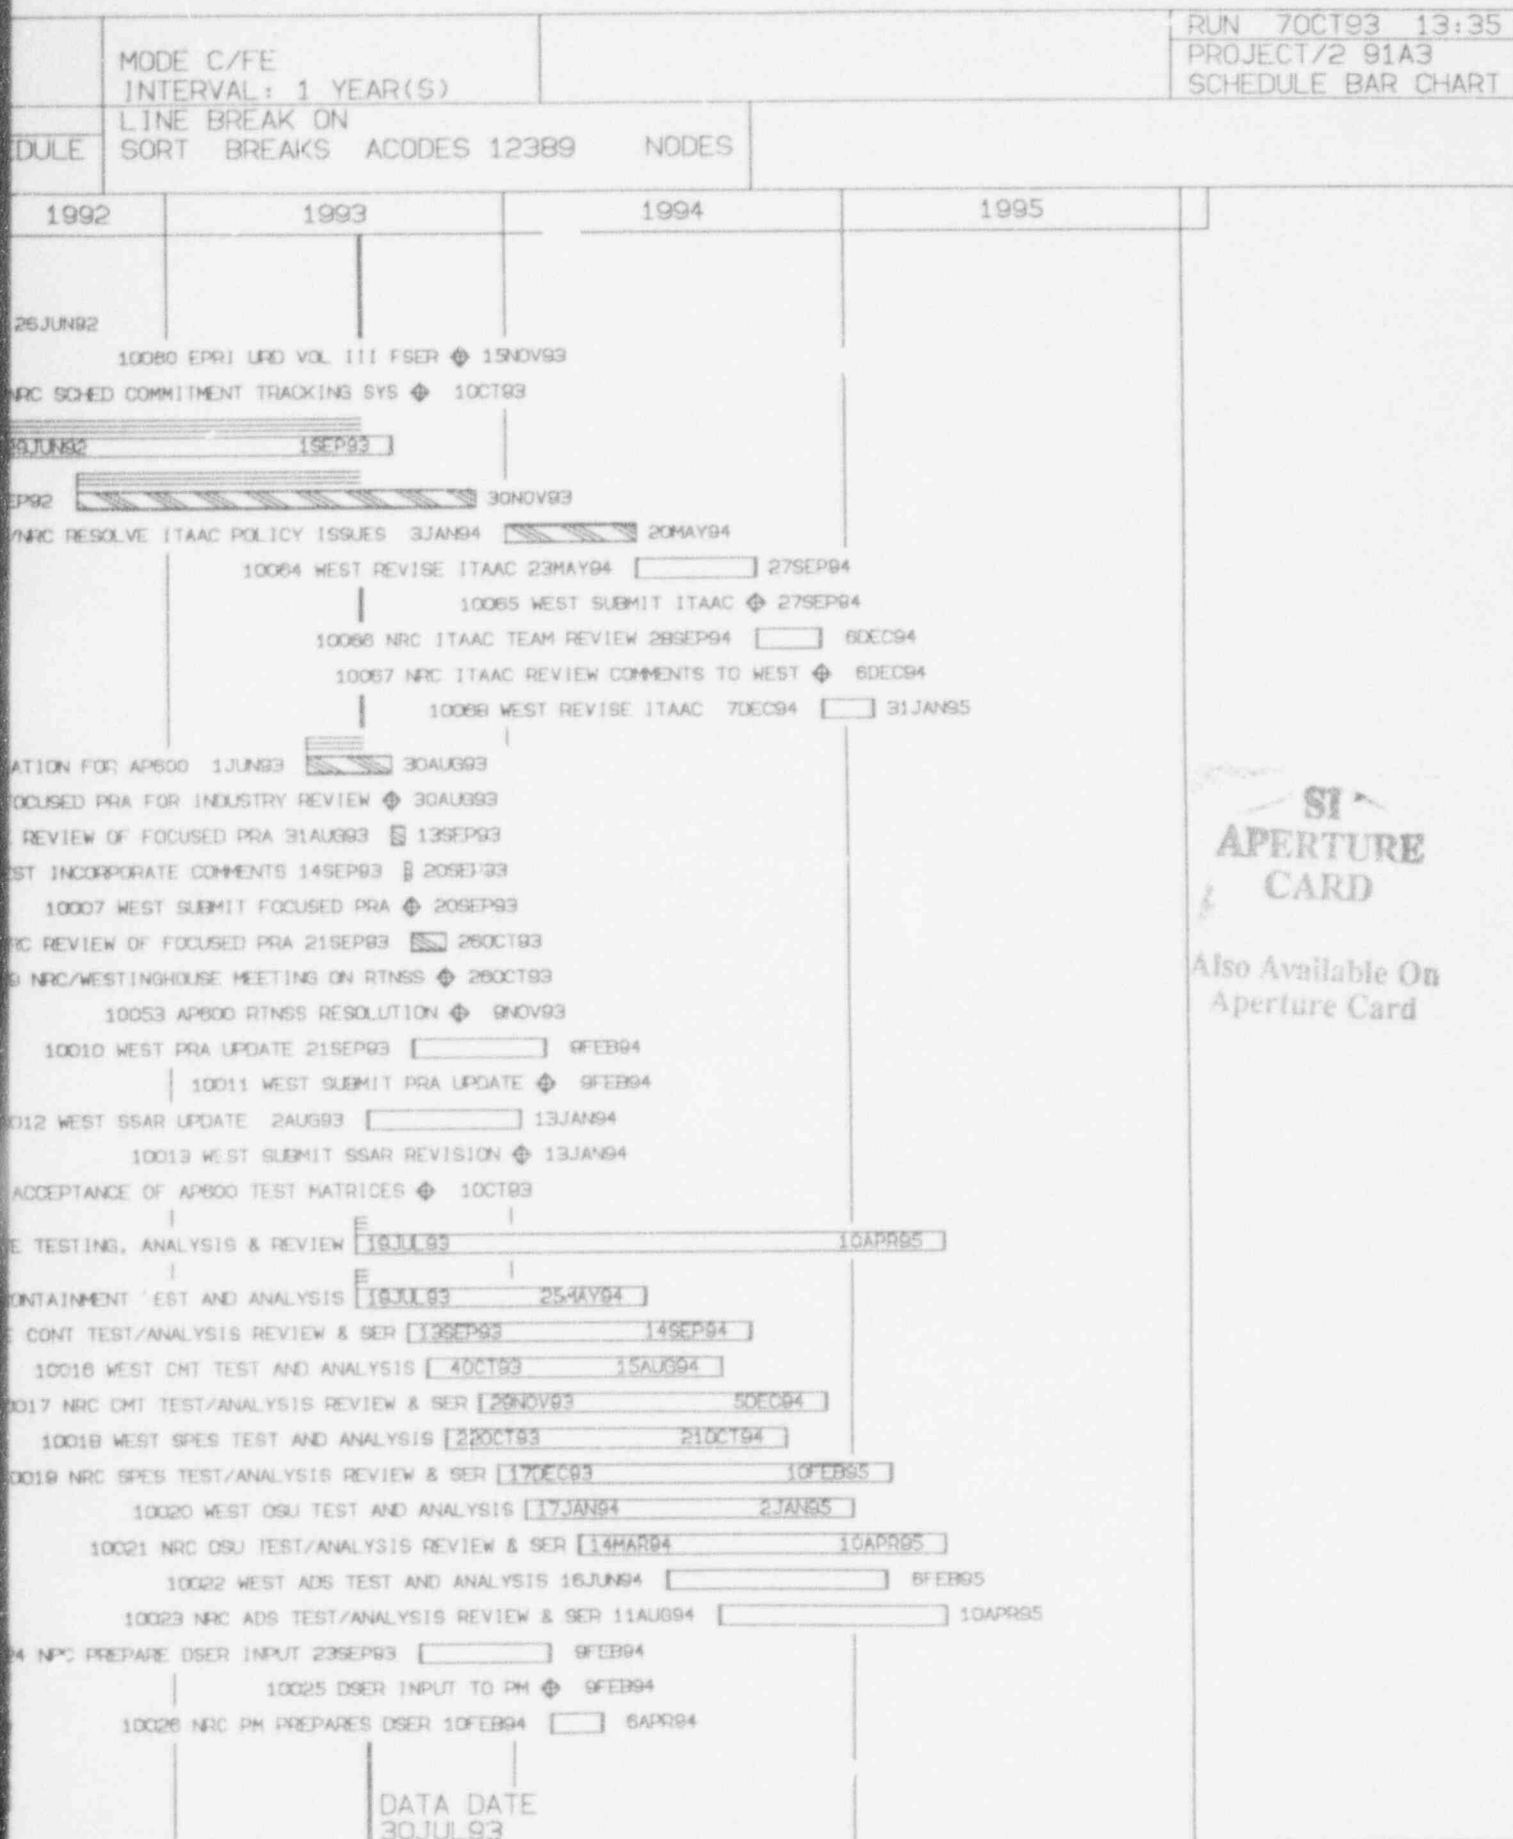 RUN 7OCT93 13:35
MODE C/FE
PROJECT/2 91A3
INTERVAL: 1 YEAR(S)
SCHEDULE BAR CHART
LINE BREAK ON
EDULE SORT BREAKS ACODES 12389 NODES
1992 1993 1994 1995
26JUN92
10060 EPRI URD VOL III FSER 15NOV93
NRC SCHED COMMITMENT TRACKING SYS 1OCT93
29JUN92 1SEP93
EP92 30NOV93
/NRC RESOLVE ITAAC POLICY ISSUES 3JAN94 20MAY94
10064 WEST REVISE ITAAC 23MAY94 27SEP94
10065 WEST SUBMIT ITAAC 27SEP94
10066 NRC ITAAC TEAM REVIEW 28SEP94 6DEC94
10067 NRC ITAAC REVIEW COMMENTS TO WEST 6DEC94
10068 WEST REVISE ITAAC 7DEC94 31JAN95
ATION FOR AP600 1JUN93 30AUG93
OCUSED PRA FOR INDUSTRY REVIEW 30AUG93
REVIEW OF FOCUSED PRA 31AUG93 13SEP93
ST INCORPORATE COMMENTS 14SEP93 20SEP93
10007 WEST SUBMIT FOCUSED PRA 20SEP93
RC REVIEW OF FOCUSED PRA 21SEP93 26OCT93
9 NRC/WESTINGHOUSE MEETING ON RTNSS 26OCT93
10053 AP600 RTNSS RESOLUTION 9NOV93
10010 WEST PRA UPDATE 21SEP93 9FEB94
10011 WEST SUBMIT PRA UPDATE 9FEB94
012 WEST SSAR UPDATE 2AUG93 13JAN94
10013 WEST SUBMIT SSAR REVISION 13JAN94
ACCEPTANCE OF AP600 TEST MATRICES 1OCT93
E TESTING, ANALYSIS & REVIEW 19JUL93 10APR95
ONTAINMENT EST AND ANALYSIS 19JUL93 25MAY94
E CONT TEST/ANALYSIS REVIEW & SER 13SEP93 14SEP94
10016 WEST CMT TEST AND ANALYSIS 4OCT93 15AUG94
0017 NRC CMT TEST/ANALYSIS REVIEW & SER 29NOV93 5DEC94
10018 WEST SPES TEST AND ANALYSIS 22OCT93 21OCT94
0019 NRC SPES TEST/ANALYSIS REVIEW & SER 17DEC93 10FEB95
10020 WEST OSU TEST AND ANALYSIS 17JAN94 2JAN95
10021 NRC OSU TEST/ANALYSIS REVIEW & SER 14MAR94 10APR95
10022 WEST ADS TEST AND ANALYSIS 16JUN94 6FEB95
10023 NRC ADS TEST/ANALYSIS REVIEW & SER 11AUG94 10APR95
24 NRC PREPARE DSER INPUT 23SEP93 9FEB94
10025 DSER INPUT TO PM 9FEB94
10026 NRC PM PREPARES DSER 10FEB94 6APR94
DATA DATE
30JUL93
SI
APERTURE
CARD
Also Available On
Aperture Card